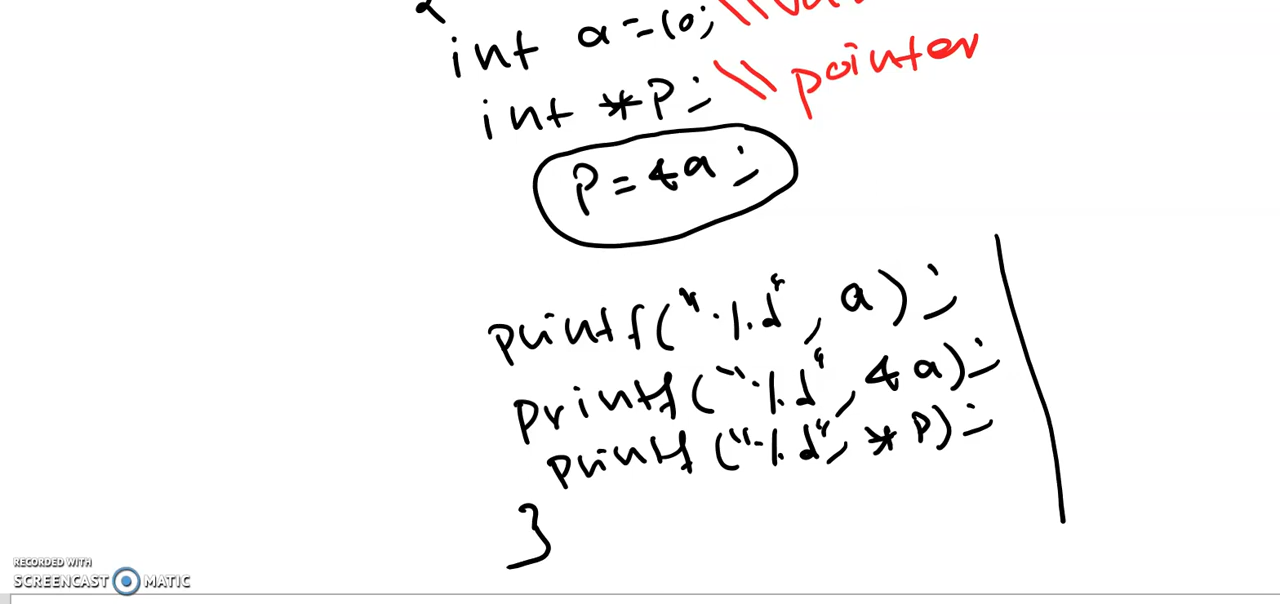 {
int a=10; \\
int *P; \\ pointer
P=&a;
printf("%d", a);
printf("%d", &a);
printf("%d", *P);
}
RECORDED WITH
SCREENCAST MATIC